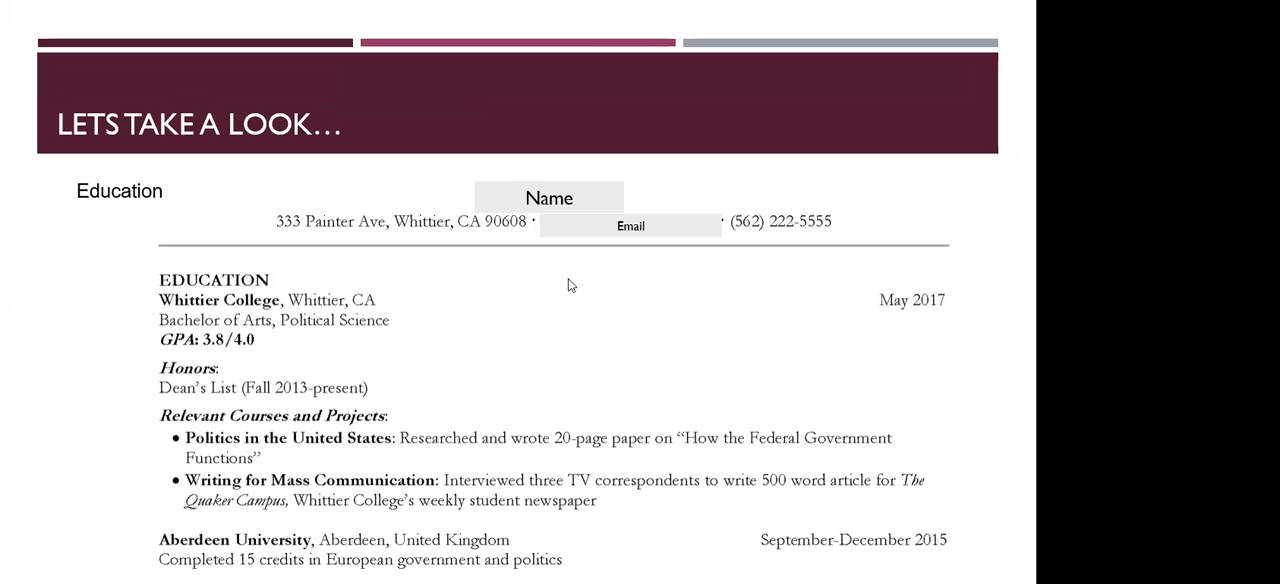 LETS TAKE A LOOK...
Education
Name
333 Painter Ave, Whittier, CA 90608 · Email · (562) 222-5555
EDUCATION
Whittier College, Whittier, CA May 2017
Bachelor of Arts, Political Science
GPA: 3.8/4.0
Honors:
Dean’s List (Fall 2013-present)
Relevant Courses and Projects:
• Politics in the United States: Researched and wrote 20-page paper on “How the Federal Government
Functions”
• Writing for Mass Communication: Interviewed three TV correspondents to write 500 word article for The
Quaker Campus, Whittier College’s weekly student newspaper
Aberdeen University, Aberdeen, United Kingdom September-December 2015
Completed 15 credits in European government and politics